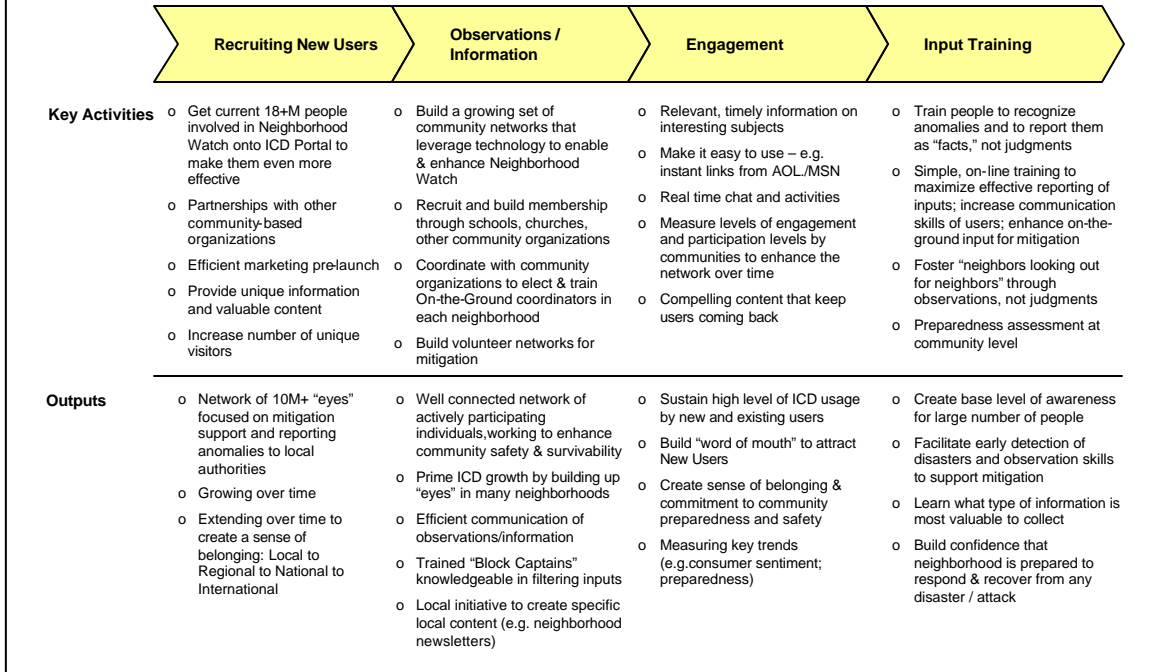 Recruiting New Users
Observations /
Information
Engagement
Input Training
Key Activities
o Get current 18+M people
involved in Neighborhood
Watch onto ICD Portal to
make them even more
effective
o Partnerships with other
community-based
organizations
o Efficient marketing pre-launch
o Provide unique information
and valuable content
o Increase number of unique
visitors
o Build a growing set of
community networks that
leverage technology to enable
& enhance Neighborhood
Watch
o Recruit and build membership
through schools, churches,
other community organizations
o Coordinate with community
organizations to elect & train
On-the-Ground coordinators in
each neighborhood
o Build volunteer networks for
mitigation
o Relevant, timely information on
interesting subjects
o Make it easy to use – e.g.
instant links from AOL./MSN
o Real time chat and activities
o Measure levels of engagement
and participation levels by
communities to enhance the
network over time
o Compelling content that keep
users coming back
o Train people to recognize
anomalies and to report them
as “facts,” not judgments
o Simple, on-line training to
maximize effective reporting of
inputs; increase communication
skills of users; enhance on-the-
ground input for mitigation
o Foster “neighbors looking out
for neighbors” through
observations, not judgments
o Preparedness assessment at
community level
Outputs
o Network of 10M+ “eyes”
focused on mitigation
support and reporting
anomalies to local
authorities
o Growing over time
o Extending over time to
create a sense of
belonging: Local to
Regional to National to
International
o Well connected network of
actively participating
individuals,working to enhance
community safety & survivability
o Prime ICD growth by building up
“eyes” in many neighborhoods
o Efficient communication of
observations/information
o Trained “Block Captains”
knowledgeable in filtering inputs
o Local initiative to create specific
local content (e.g. neighborhood
newsletters)
o Sustain high level of ICD usage
by new and existing users
o Build “word of mouth” to attract
New Users
o Create sense of belonging &
commitment to community
preparedness and safety
o Measuring key trends
(e.g.consumer sentiment;
preparedness)
o Create base level of awareness
for large number of people
o Facilitate early detection of
disasters and observation skills
to support mitigation
o Learn what type of information is
most valuable to collect
o Build confidence that
neighborhood is prepared to
respond & recover from any
disaster / attack